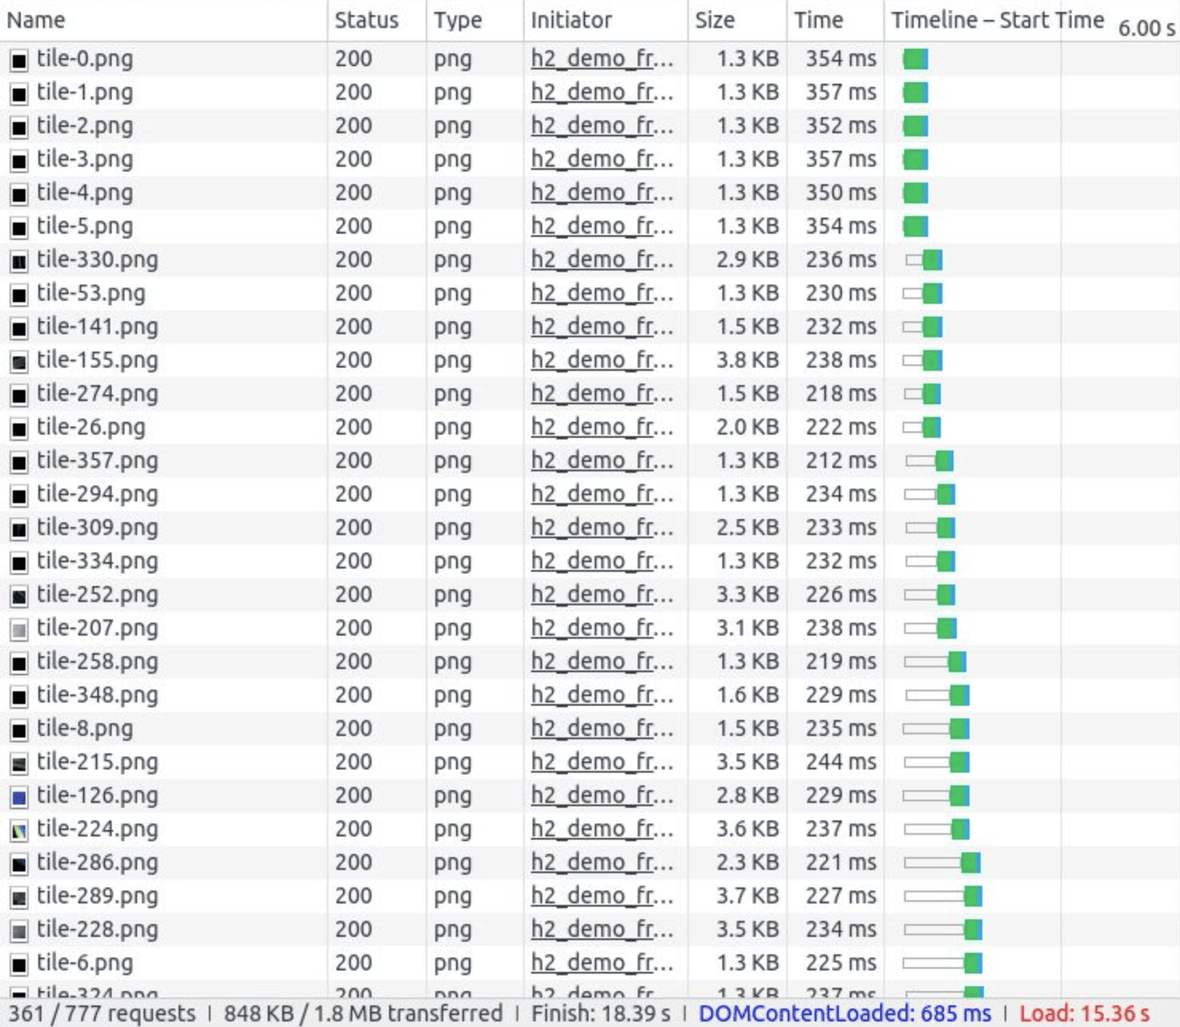 Name Status Type Initiator Size Time Timeline – Start Time 6.00 s
tile-0.png 200 png h2_demo_fr... 1.3 KB 354 ms
tile-1.png 200 png h2_demo_fr... 1.3 KB 357 ms
tile-2.png 200 png h2_demo_fr... 1.3 KB 352 ms
tile-3.png 200 png h2_demo_fr... 1.3 KB 357 ms
tile-4.png 200 png h2_demo_fr... 1.3 KB 350 ms
tile-5.png 200 png h2_demo_fr... 1.3 KB 354 ms
tile-330.png 200 png h2_demo_fr... 2.9 KB 236 ms
tile-53.png 200 png h2_demo_fr... 1.3 KB 230 ms
tile-141.png 200 png h2_demo_fr... 1.5 KB 232 ms
tile-155.png 200 png h2_demo_fr... 3.8 KB 238 ms
tile-274.png 200 png h2_demo_fr... 1.5 KB 218 ms
tile-26.png 200 png h2_demo_fr... 2.0 KB 222 ms
tile-357.png 200 png h2_demo_fr... 1.3 KB 212 ms
tile-294.png 200 png h2_demo_fr... 1.3 KB 234 ms
tile-309.png 200 png h2_demo_fr... 2.5 KB 233 ms
tile-334.png 200 png h2_demo_fr... 1.3 KB 232 ms
tile-252.png 200 png h2_demo_fr... 3.3 KB 226 ms
tile-207.png 200 png h2_demo_fr... 3.1 KB 238 ms
tile-258.png 200 png h2_demo_fr... 1.3 KB 219 ms
tile-348.png 200 png h2_demo_fr... 1.6 KB 229 ms
tile-8.png 200 png h2_demo_fr... 1.5 KB 235 ms
tile-215.png 200 png h2_demo_fr... 3.5 KB 244 ms
tile-126.png 200 png h2_demo_fr... 2.8 KB 229 ms
tile-224.png 200 png h2_demo_fr... 3.6 KB 237 ms
tile-286.png 200 png h2_demo_fr... 2.3 KB 221 ms
tile-289.png 200 png h2_demo_fr... 3.7 KB 227 ms
tile-228.png 200 png h2_demo_fr... 3.5 KB 234 ms
tile-6.png 200 png h2_demo_fr... 1.3 KB 225 ms
tile-324.png 200 png h2_demo_fr... 1.3 KB 237 ms
361 / 777 requests | 848 KB / 1.8 MB transferred | Finish: 18.39 s | DOMContentLoaded: 685 ms | Load: 15.36 s